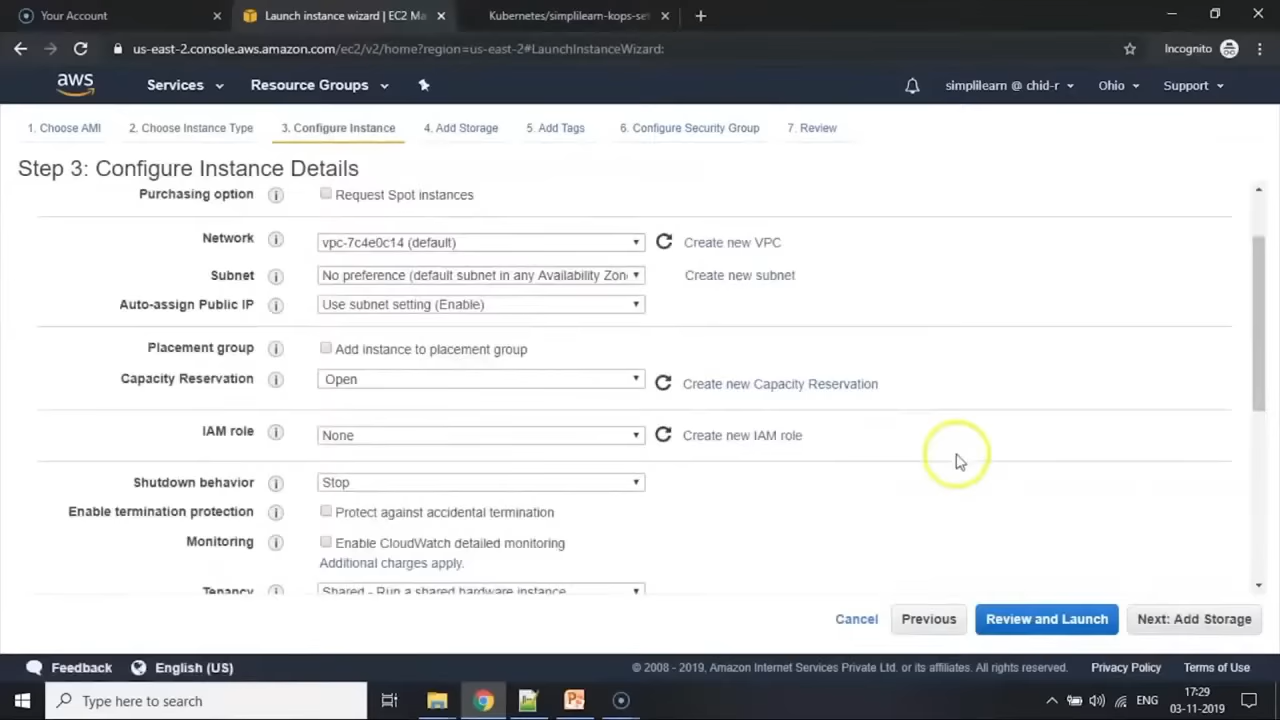 Your Account
Launch instance wizard | EC2 Ma
Kubernetes/simplilearn-kops-set
us-east-2.console.aws.amazon.com/ec2/v2/home?region=us-east-2#LaunchInstanceWizard:
Incognito
aws
Services
Resource Groups
simplilearn @ chid-r
Ohio
Support
1. Choose AMI
2. Choose Instance Type
3. Configure Instance
4. Add Storage
5. Add Tags
6. Configure Security Group
7. Review
Step 3: Configure Instance Details
Purchasing option
Request Spot instances
Network
vpc-7c4e0c14 (default)
Create new VPC
Subnet
No preference (default subnet in any Availability Zon
Create new subnet
Auto-assign Public IP
Use subnet setting (Enable)
Placement group
Add instance to placement group
Capacity Reservation
Open
Create new Capacity Reservation
IAM role
None
Create new IAM role
Shutdown behavior
Stop
Enable termination protection
Protect against accidental termination
Monitoring
Enable CloudWatch detailed monitoring
Additional charges apply.
Tenancy
Shared - Run a shared hardware instance
Cancel
Previous
Review and Launch
Next: Add Storage
Feedback
English (US)
© 2008 - 2019, Amazon Internet Services Private Ltd. or its affiliates. All rights reserved.
Privacy Policy
Terms of Use
Type here to search
ENG
17:29
03-11-2019